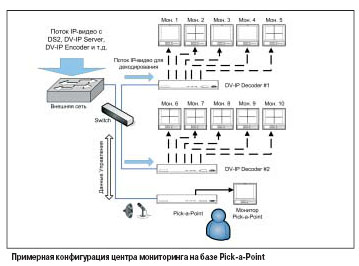 Поток IP-видео с
DS2, DV-IP Server,
DV-IP Encoder и т.д.
Мон. 1
Мон. 2
Мон. 3
Мон. 4
Мон. 5
Поток IP-видео для
декодирования
DV-IP Decoder #1
Внешняя сеть
Switch
Мон. 6
Мон. 7
Мон. 8
Мон. 9
Мон. 10
DV-IP Decoder #2
Данные Управления
Pick-a-Point
Монитор
Pick-a-Point
Примерная конфигурация центра мониторинга на базе Pick-a-Point